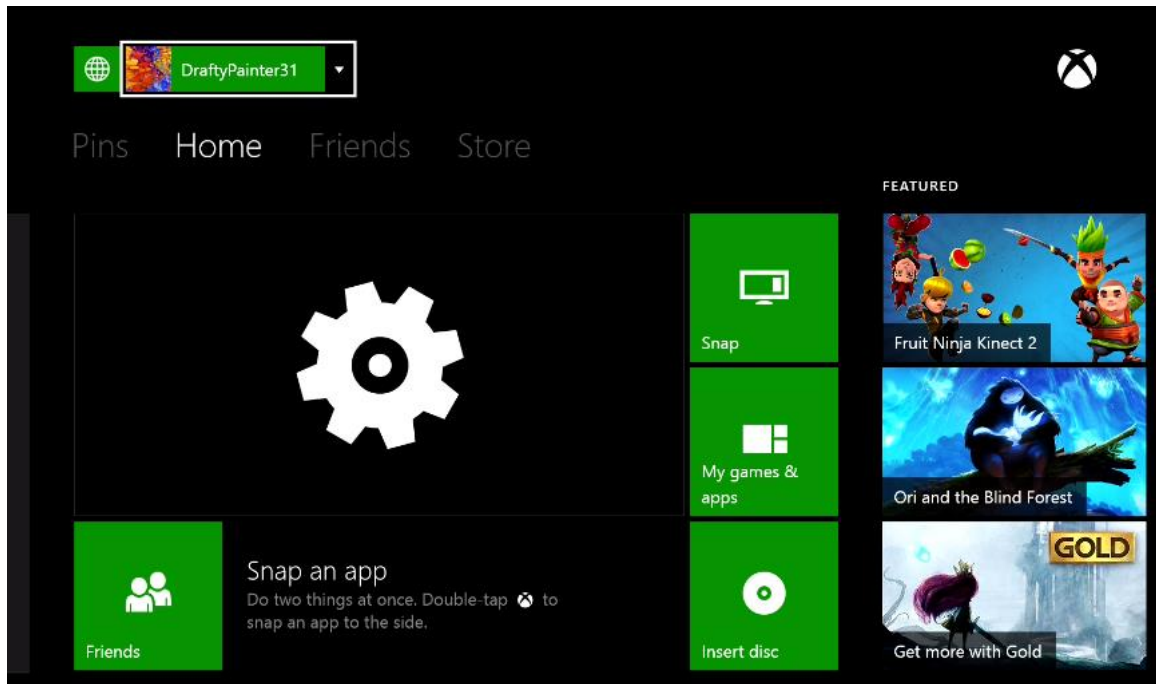 DraftyPainter31
Pins Home Friends Store
FEATURED
Snap
Fruit Ninja Kinect 2
My games &
apps
Ori and the Blind Forest
Friends
Snap an app
Do two things at once. Double-tap to
snap an app to the side.
Insert disc
GOLD
Get more with Gold